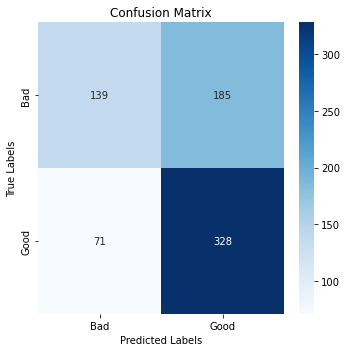 Confusion Matrix
Bad
139
185
Good
71
328
True Labels
Bad
Good
Predicted Labels
300
250
200
150
100